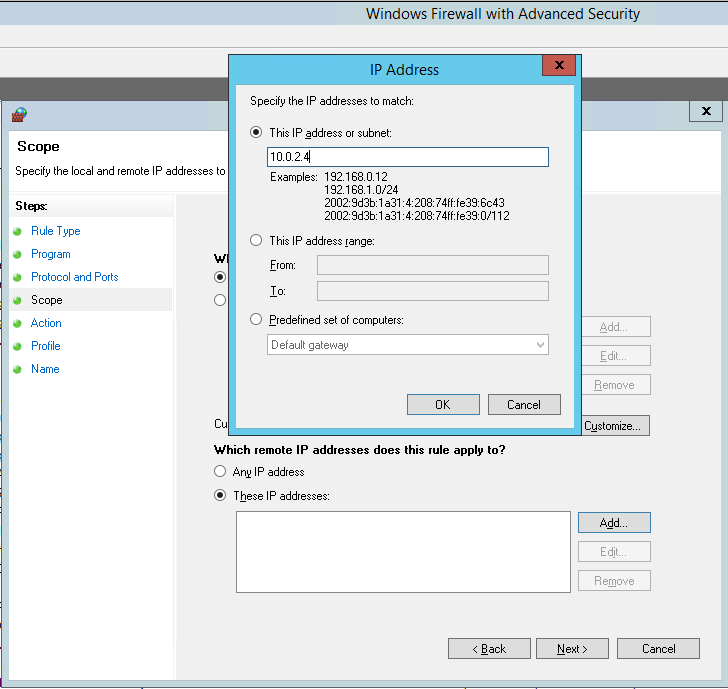 Windows Firewall with Advanced Security
IP Address
X
X
Scope
Specify the local and remote IP addresses to
Specify the IP addresses to match:
This IP address or subnet:
10.0.2.4
Examples: 192.168.0.12
192.168.1.0/24
2002:9d3b:1a31:4:208:74ff:fe39:6c43
2002:9d3b:1a31:4:208:74ff:fe39:0/112
This IP address range:
From:
To:
Predefined set of computers:
Default gateway
OK Cancel
Steps:
Rule Type
Program
Protocol and Ports
Scope
Action
Profile
Name
Add...
Edit...
Remove
Customize...
Which remote IP addresses does this rule apply to?
Any IP address
These IP addresses:
Add...
Edit...
Remove
< Back Next > Cancel